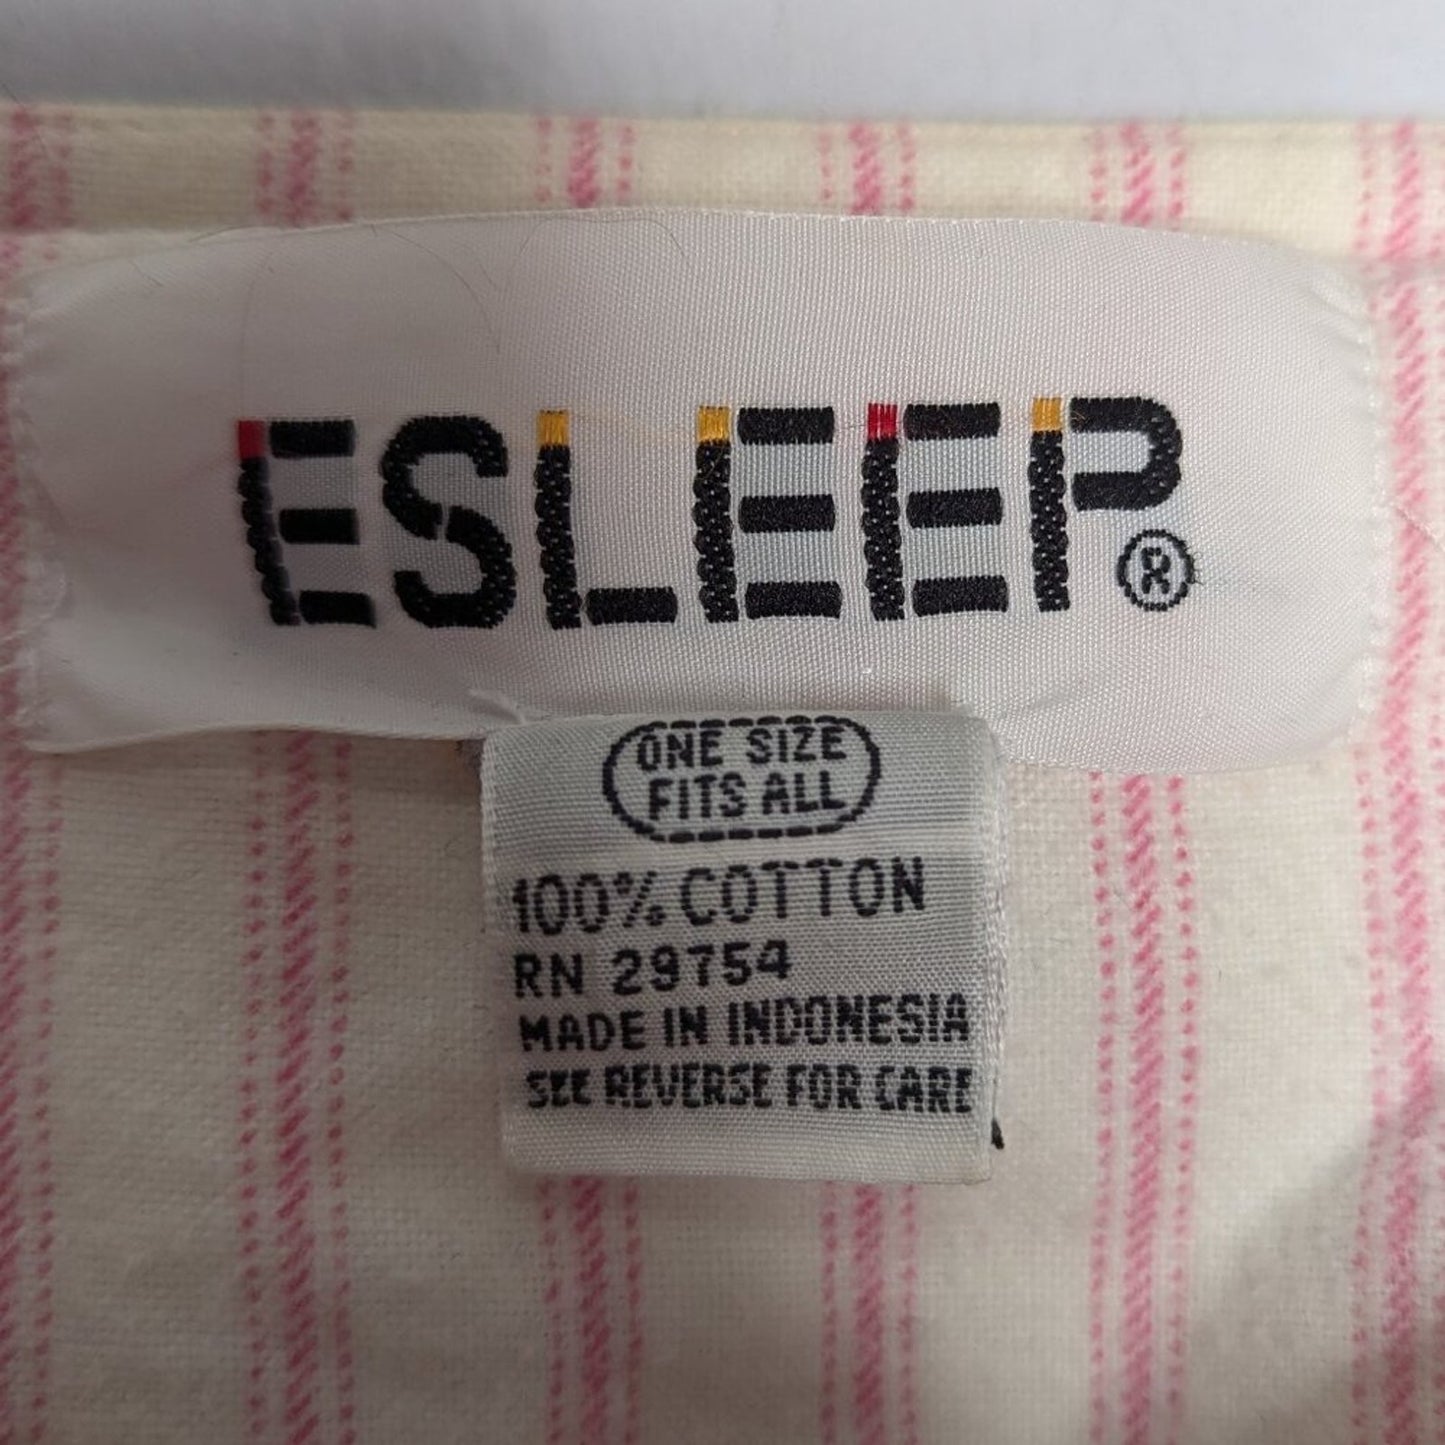 ESLEEP®
ONE SIZE
FITS ALL
100% COTTON
RN 29754
MADE IN INDONESIA
SEE REVERSE FOR CARE